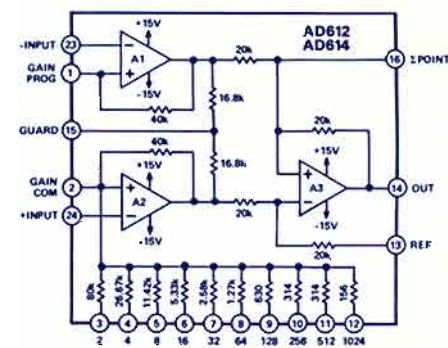 AD612
AD614
+15V
-INPUT 23
A1
20k
16 Σ POINT
GAIN PROG 1
-15V
16.8k
40k
20k
GUARD 15
40k
+15V
+15V
16.8k
GAIN COM 2
A2
A3
14 OUT
20k
+INPUT 24
-15V
-15V
20k
13 REF
80k 26.67k 11.42k 5.33k 2.58k 1.27k 630 314 314 156
3 4 5 6 7 8 9 10 11 12
2 4 8 16 32 64 128 256 512 1024